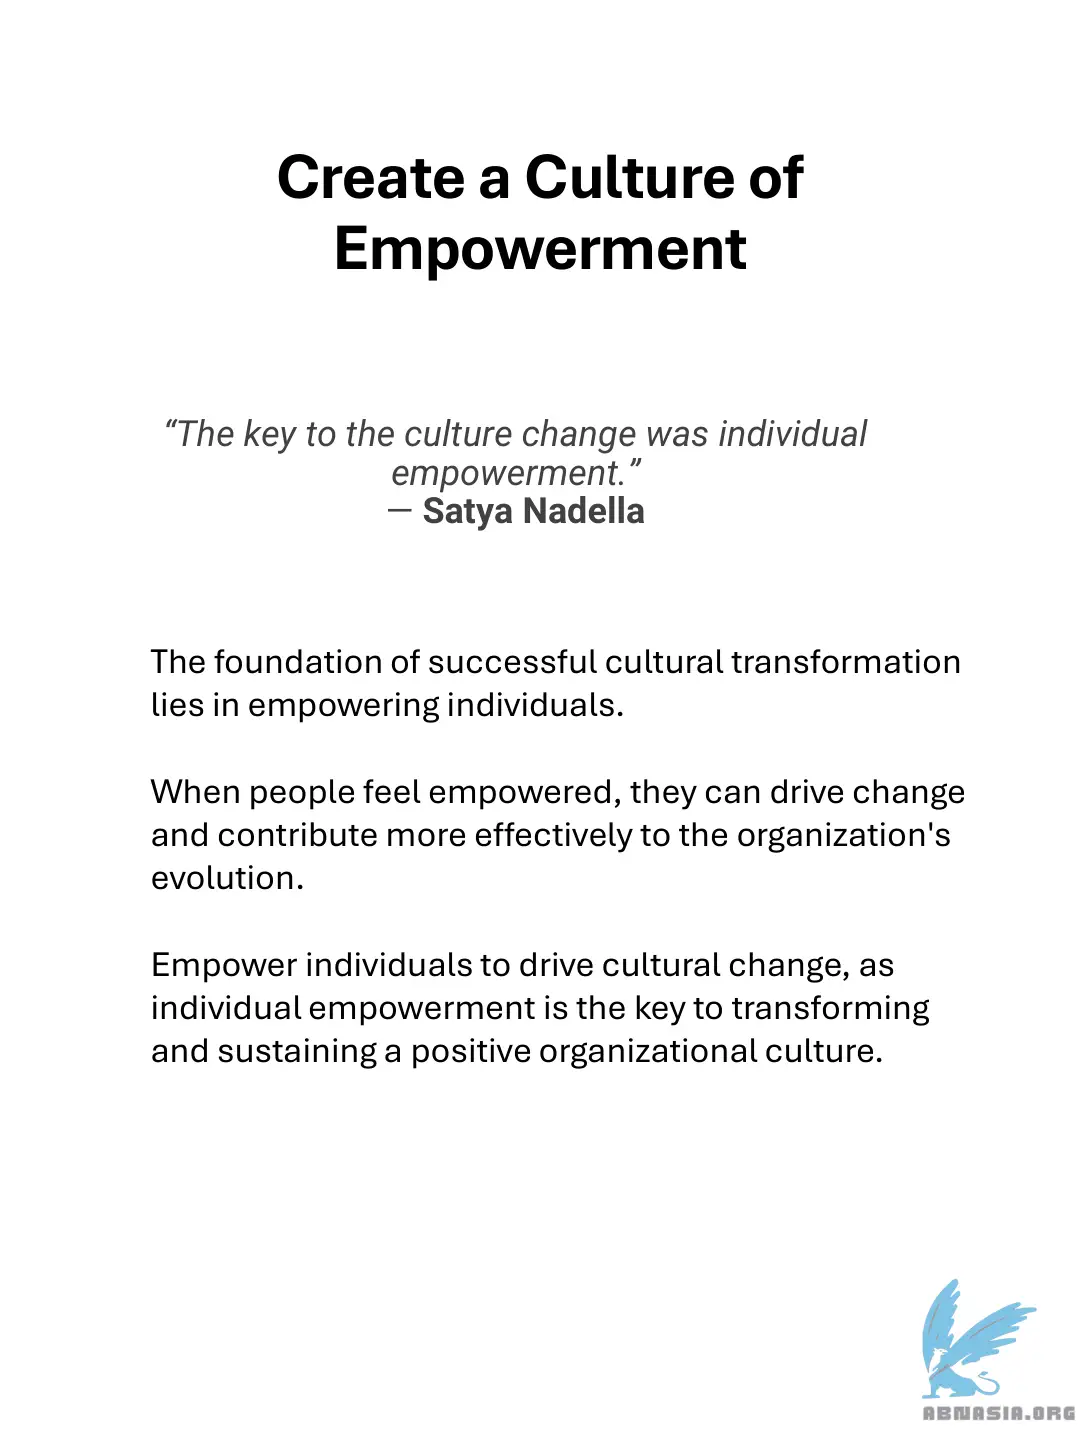 Create a Culture of
Empowerment
“The key to the culture change was individual
empowerment.”
— Satya Nadella
The foundation of successful cultural transformation
lies in empowering individuals.
When people feel empowered, they can drive change
and contribute more effectively to the organization's
evolution.
Empower individuals to drive cultural change, as
individual empowerment is the key to transforming
and sustaining a positive organizational culture.
ABNASIA.ORG